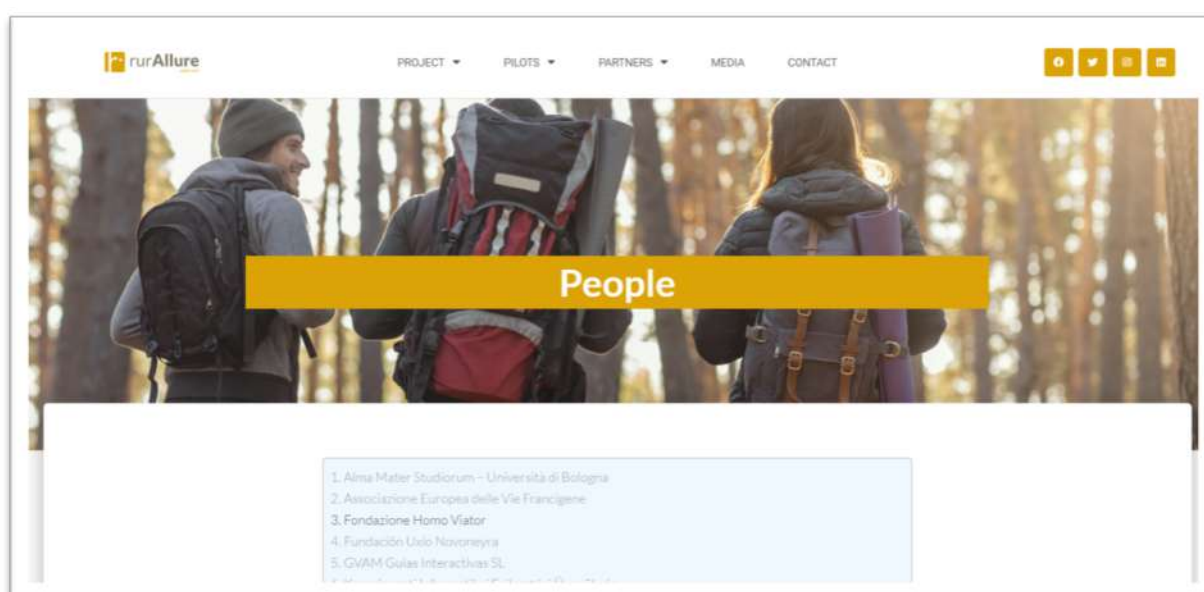 rurAllure
PROJECT PILOTS PARTNERS MEDIA CONTACT
People
1. Alma Mater Studiorum – Università di Bologna
2. Associazione Europea delle Vie Francigene
3. Fondazione Homo Viator
4. Fundación Uxío Novoneyra
5. GVAM Guías Interactivas SL